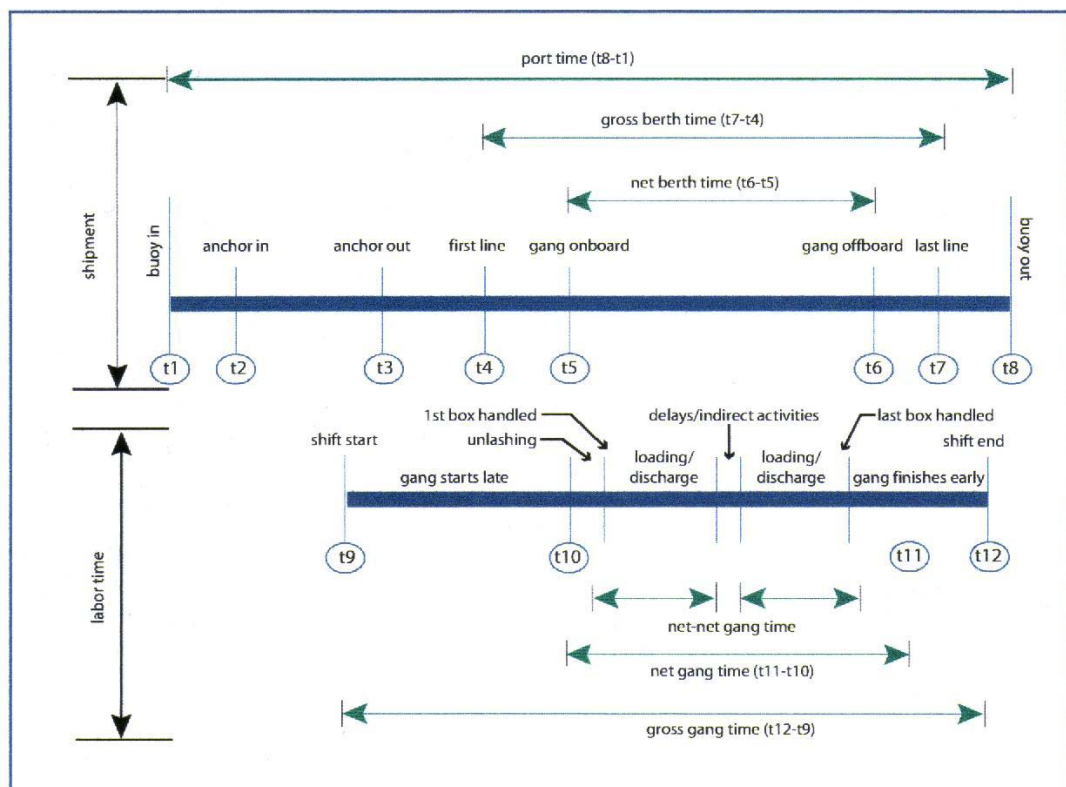 port time (t8-t1)
gross berth time (t7-t4)
net berth time (t6-t5)
shipment
buoy in
anchor in
anchor out
first line
gang onboard
gang offboard
last line
buoy out
t1
t2
t3
t4
t5
t6
t7
t8
1st box handled
delays/indirect activities
last box handled
shift start
unlashing
loading/
discharge
loading/
discharge
shift end
gang starts late
gang finishes early
t9
t10
t11
t12
labor time
net-net gang time
net gang time (t11-t10)
gross gang time (t12-t9)